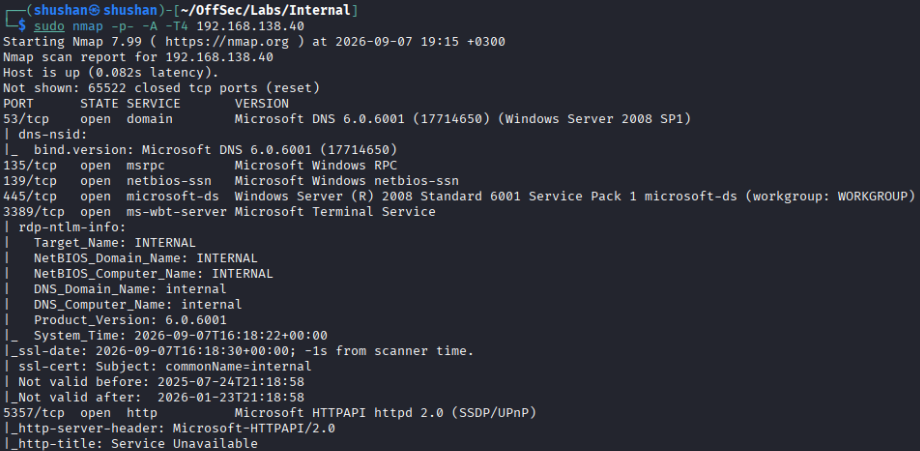 ┌──(shushan㉿shushan)-[~/OffSec/Labs/Internal]
└─$ sudo nmap -p- -A -T4 192.168.138.40
Starting Nmap 7.99 ( https://nmap.org ) at 2026-09-07 19:15 +0300
Nmap scan report for 192.168.138.40
Host is up (0.082s latency).
Not shown: 65522 closed tcp ports (reset)
PORT      STATE SERVICE       VERSION
53/tcp    open  domain        Microsoft DNS 6.0.6001 (17714650) (Windows Server 2008 SP1)
| dns-nsid:
|_  bind.version: Microsoft DNS 6.0.6001 (17714650)
135/tcp   open  msrpc         Microsoft Windows RPC
139/tcp   open  netbios-ssn   Microsoft Windows netbios-ssn
445/tcp   open  microsoft-ds  Windows Server (R) 2008 Standard 6001 Service Pack 1 microsoft-ds (workgroup: WORKGROUP)
3389/tcp  open  ms-wbt-server Microsoft Terminal Service
| rdp-ntlm-info:
|   Target_Name: INTERNAL
|   NetBIOS_Domain_Name: INTERNAL
|   NetBIOS_Computer_Name: INTERNAL
|   DNS_Domain_Name: internal
|   DNS_Computer_Name: internal
|   Product_Version: 6.0.6001
|_  System_Time: 2026-09-07T16:18:22+00:00
|_ssl-date: 2026-09-07T16:18:30+00:00; -1s from scanner time.
| ssl-cert: Subject: commonName=internal
| Not valid before: 2025-07-24T21:18:58
|_Not valid after:  2026-01-23T21:18:58
5357/tcp  open  http          Microsoft HTTPAPI httpd 2.0 (SSDP/UPnP)
|_http-server-header: Microsoft-HTTPAPI/2.0
|_http-title: Service Unavailable